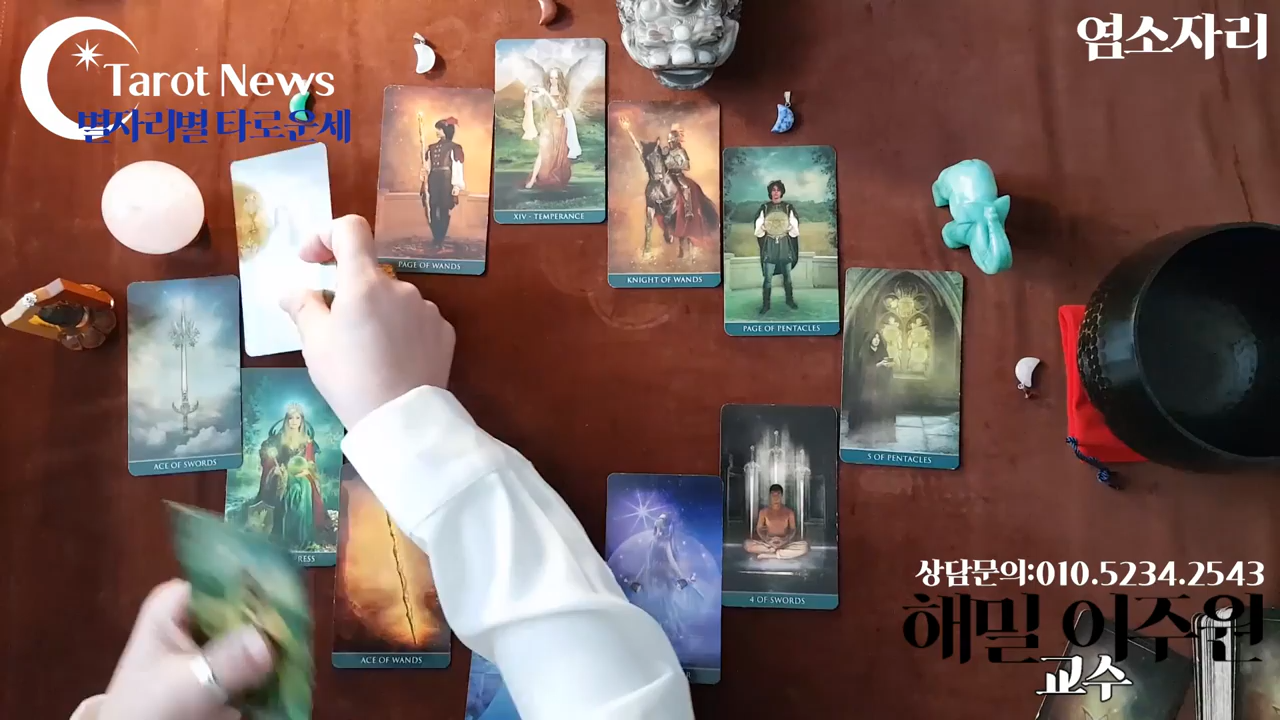 Tarot News
별자리별 타로운세
염소자리
XIV - TEMPERANCE
PAGE OF WANDS
KNIGHT OF WANDS
PAGE OF PENTACLES
5 OF PENTACLES
ACE OF SWORDS
RESS
4 OF SWORDS
ACE OF WANDS
상담문의:010.5234.2543
해밀 이주원
교수